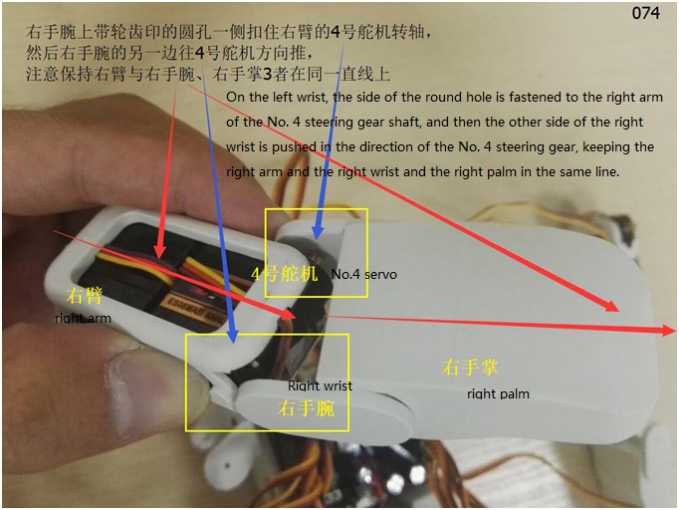 074
右手腕上带轮齿印的圆孔一侧扣住右臂的4号舵机转轴，
然后右手腕的另一边往4号舵机方向推，
注意保持右臂与右手腕、右手掌3者在同一直线上
On the left wrist, the side of the round hole is fastened to the right arm
of the No. 4 steering gear shaft, and then the other side of the right
wrist is pushed in the direction of the No. 4 steering gear, keeping the
right arm and the right wrist and the right palm in the same line.
4号舵机
No.4 servo
右臂
right arm
右手掌
right palm
Right wrist
右手腕